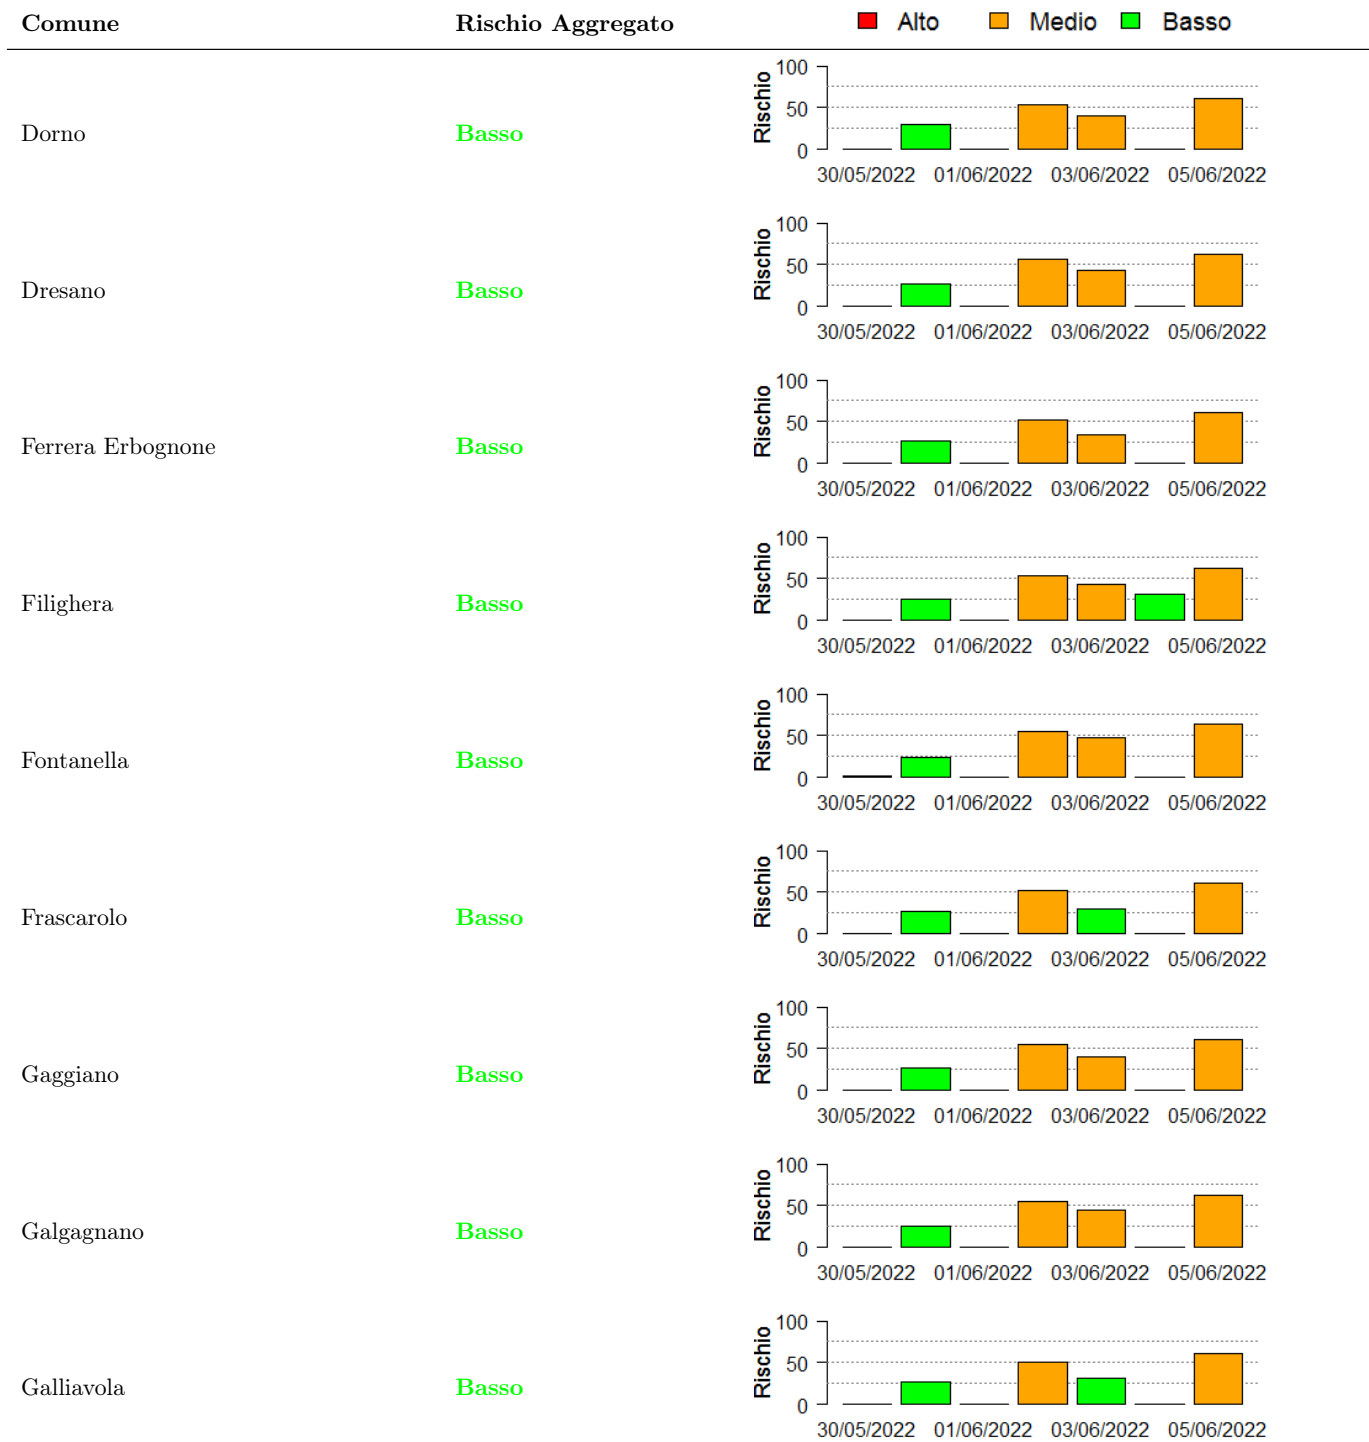 Comune Rischio Aggregato Alto Medio Basso
100
50
0
Rischio
Dorno Basso
30/05/2022 01/06/2022 03/06/2022 05/06/2022
100
50
0
Rischio
Dresano Basso
30/05/2022 01/06/2022 03/06/2022 05/06/2022
100
50
0
Rischio
Ferrera Erbognone Basso
30/05/2022 01/06/2022 03/06/2022 05/06/2022
100
50
0
Rischio
Filighera Basso
30/05/2022 01/06/2022 03/06/2022 05/06/2022
100
50
0
Rischio
Fontanella Basso
30/05/2022 01/06/2022 03/06/2022 05/06/2022
100
50
0
Rischio
Frascarolo Basso
30/05/2022 01/06/2022 03/06/2022 05/06/2022
100
50
0
Rischio
Gaggiano Basso
30/05/2022 01/06/2022 03/06/2022 05/06/2022
100
50
0
Rischio
Galgagnano Basso
30/05/2022 01/06/2022 03/06/2022 05/06/2022
100
50
0
Rischio
Galliavola Basso
30/05/2022 01/06/2022 03/06/2022 05/06/2022